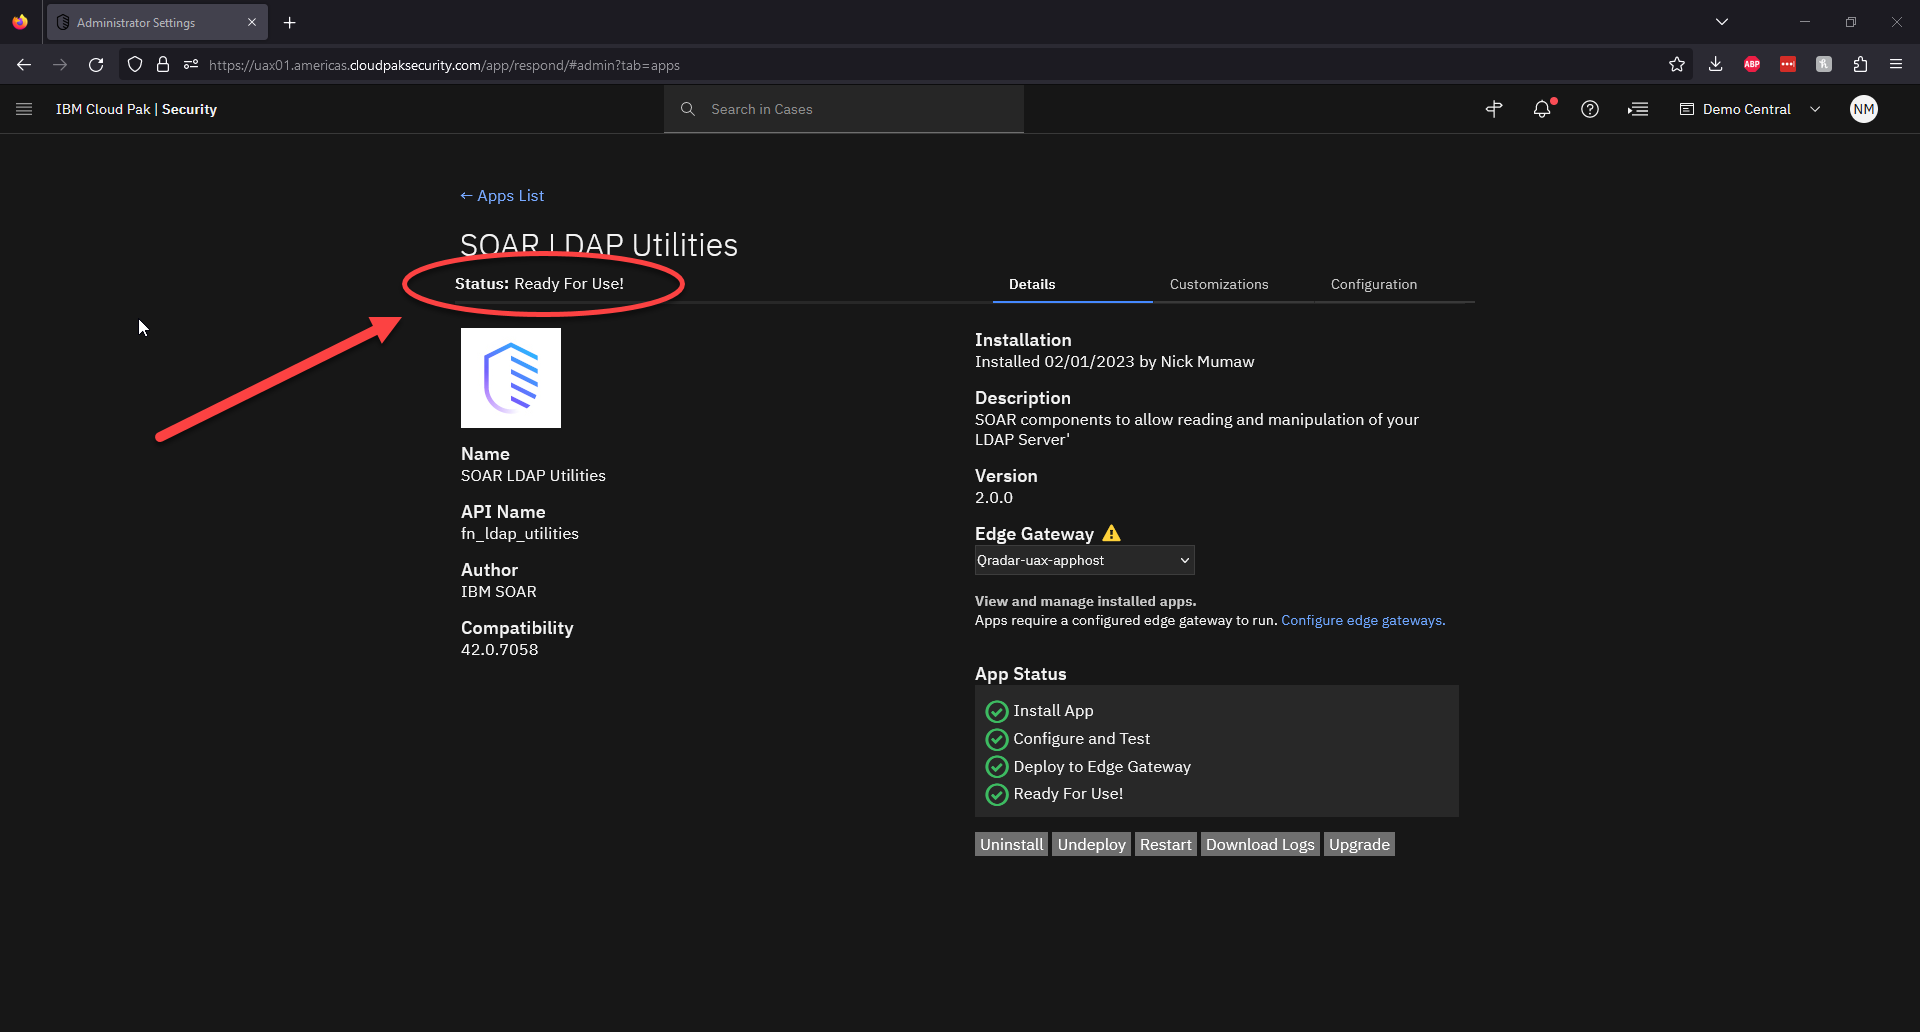 Administrator Settings
https://uax01.americas.cloudpaksecurity.com/app/respond/#admin?tab=apps
ABP
IBM Cloud Pak | Security
Search in Cases
Demo Central
NM
← Apps List
SOAR LDAP Utilities
Status: Ready For Use!
Details
Customizations
Configuration
Name
SOAR LDAP Utilities
API Name
fn_ldap_utilities
Author
IBM SOAR
Compatibility
42.0.7058
Installation
Installed 02/01/2023 by Nick Mumaw
Description
SOAR components to allow reading and manipulation of your
LDAP Server'
Version
2.0.0
Edge Gateway
Qradar-uax-apphost
View and manage installed apps.
Apps require a configured edge gateway to run. Configure edge gateways.
App Status
Install App
Configure and Test
Deploy to Edge Gateway
Ready For Use!
Uninstall
Undeploy
Restart
Download Logs
Upgrade